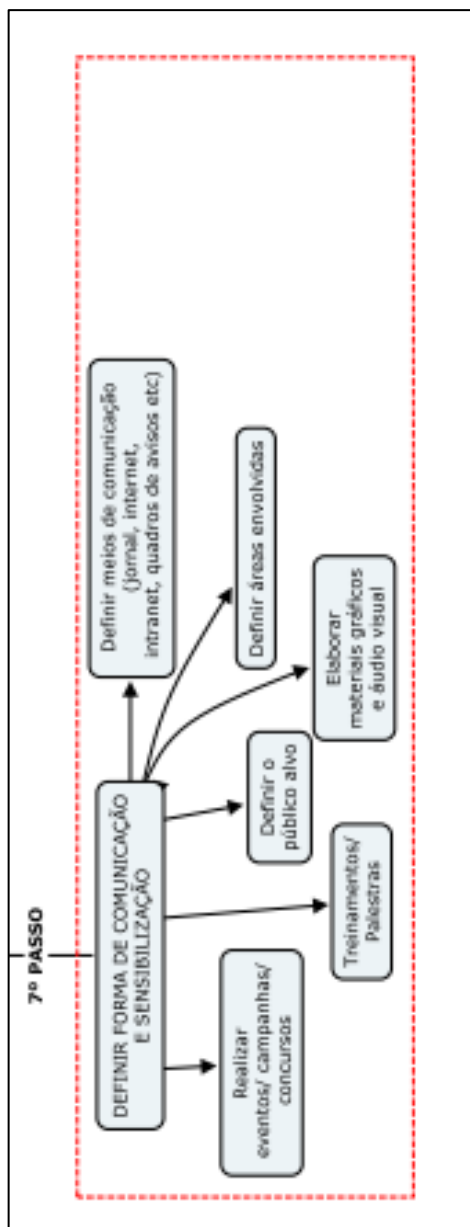 7º PASSO
DEFINIR FORMA DE COMUNICAÇÃO
E SENSIBILIZAÇÃO
Realizar
eventos/ campanhas/
concursos
Treinamentos/
Palestras
Definir o
público alvo
Elaborar
materiais gráficos
e áudio visual
Definir áreas envolvidas
Definir meios de comunicação
(jornal, internet,
intranet, quadros de avisos etc)